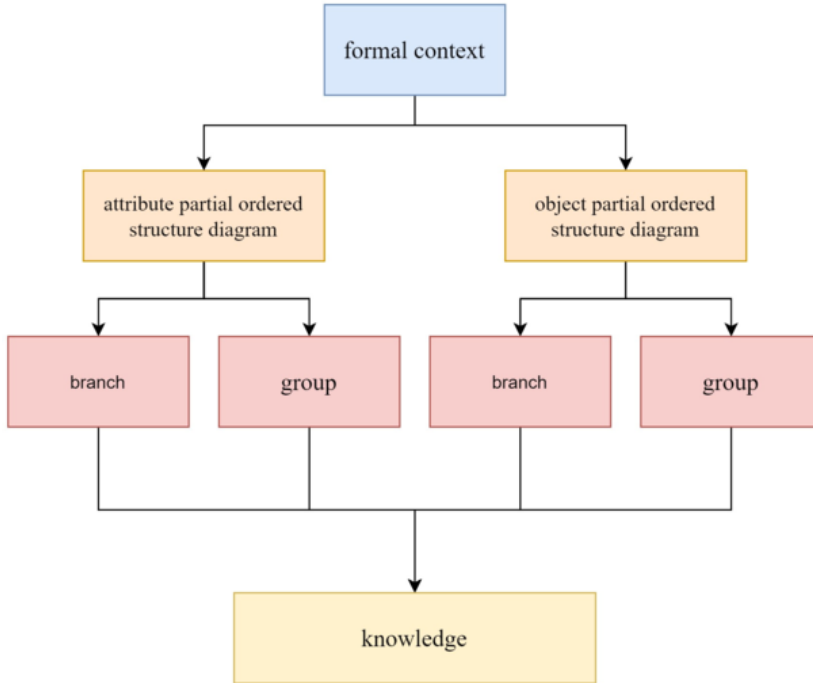 formal context
attribute partial ordered
structure diagram
object partial ordered
structure diagram
branch
group
branch
group
knowledge